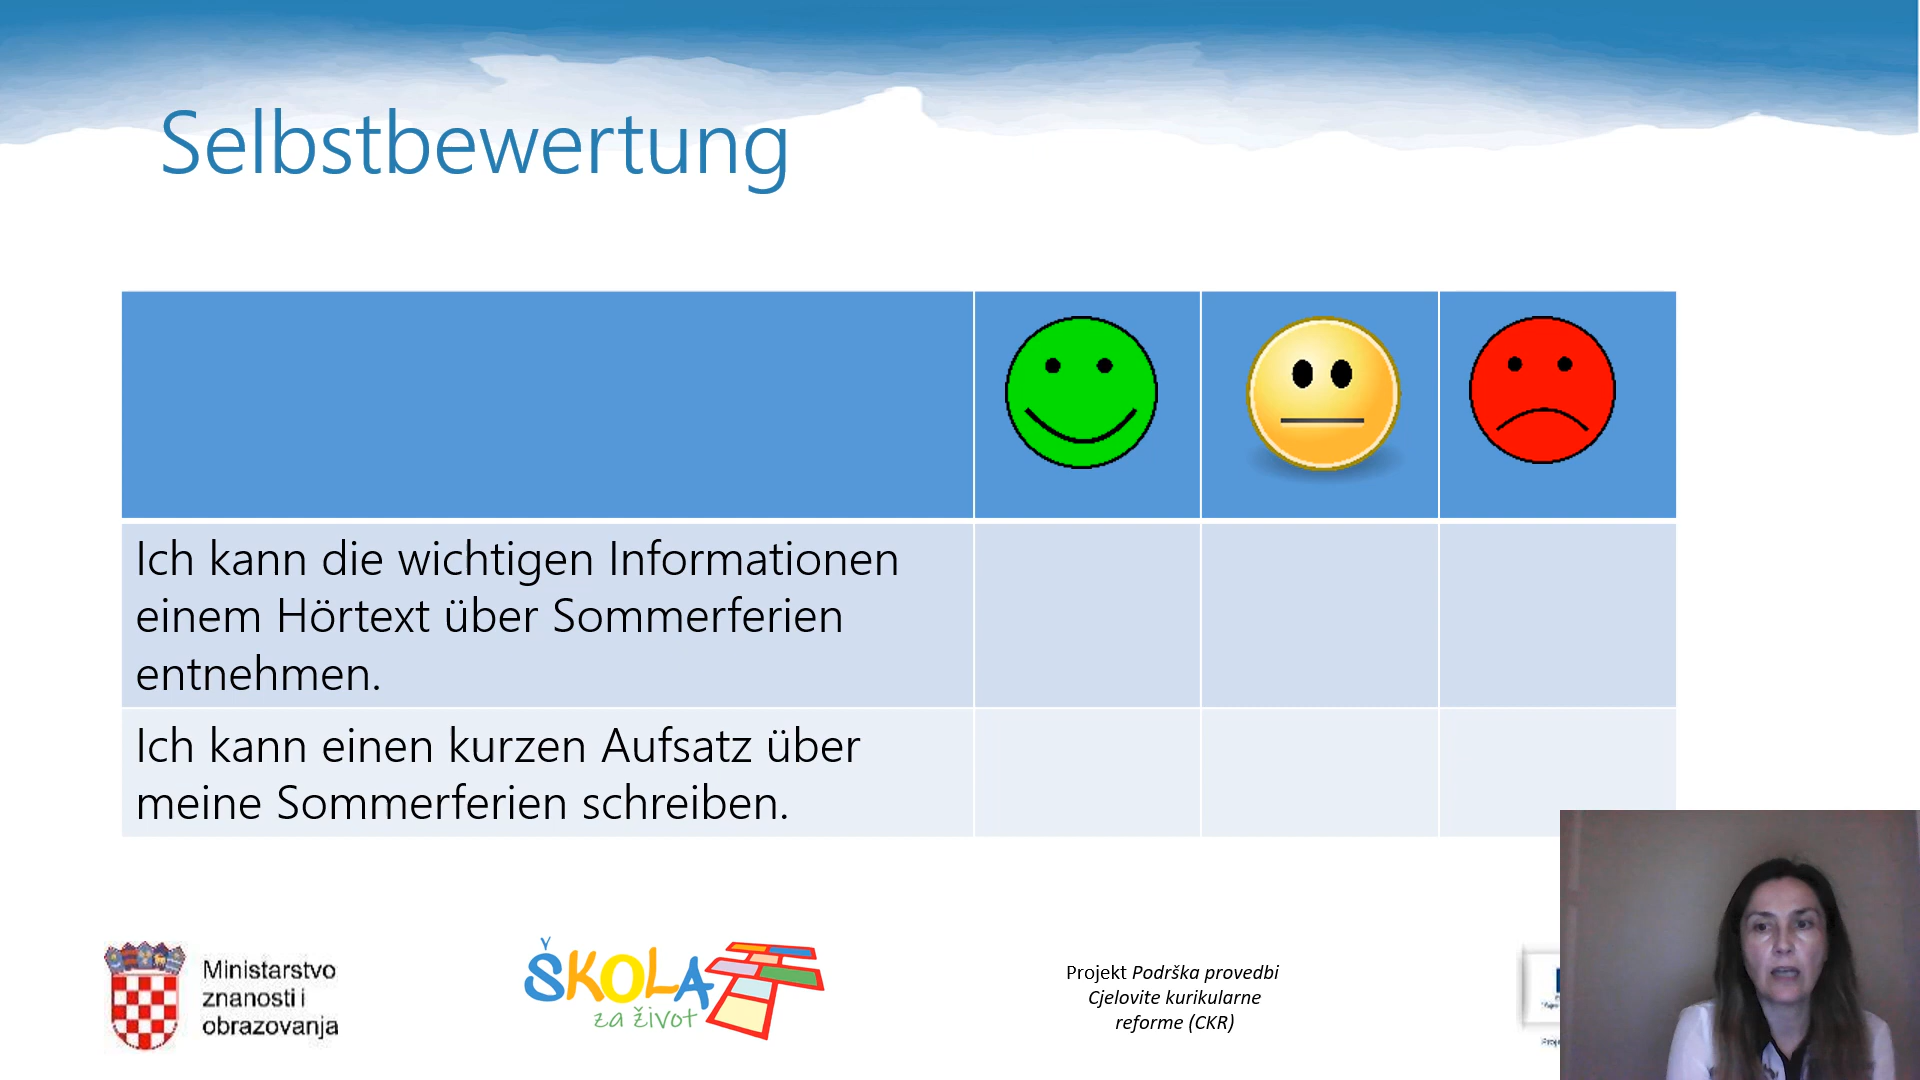 Selbstbewertung
Ich kann die wichtigen Informationen
einem Hörtext über Sommerferien
entnehmen.
Ich kann einen kurzen Aufsatz über
meine Sommerferien schreiben.
Ministarstvo
znanosti i
obrazovanja
ŠKOLA
za život
Projekt Podrška provedbi
Cjelovite kurikularne
reforme (CKR)